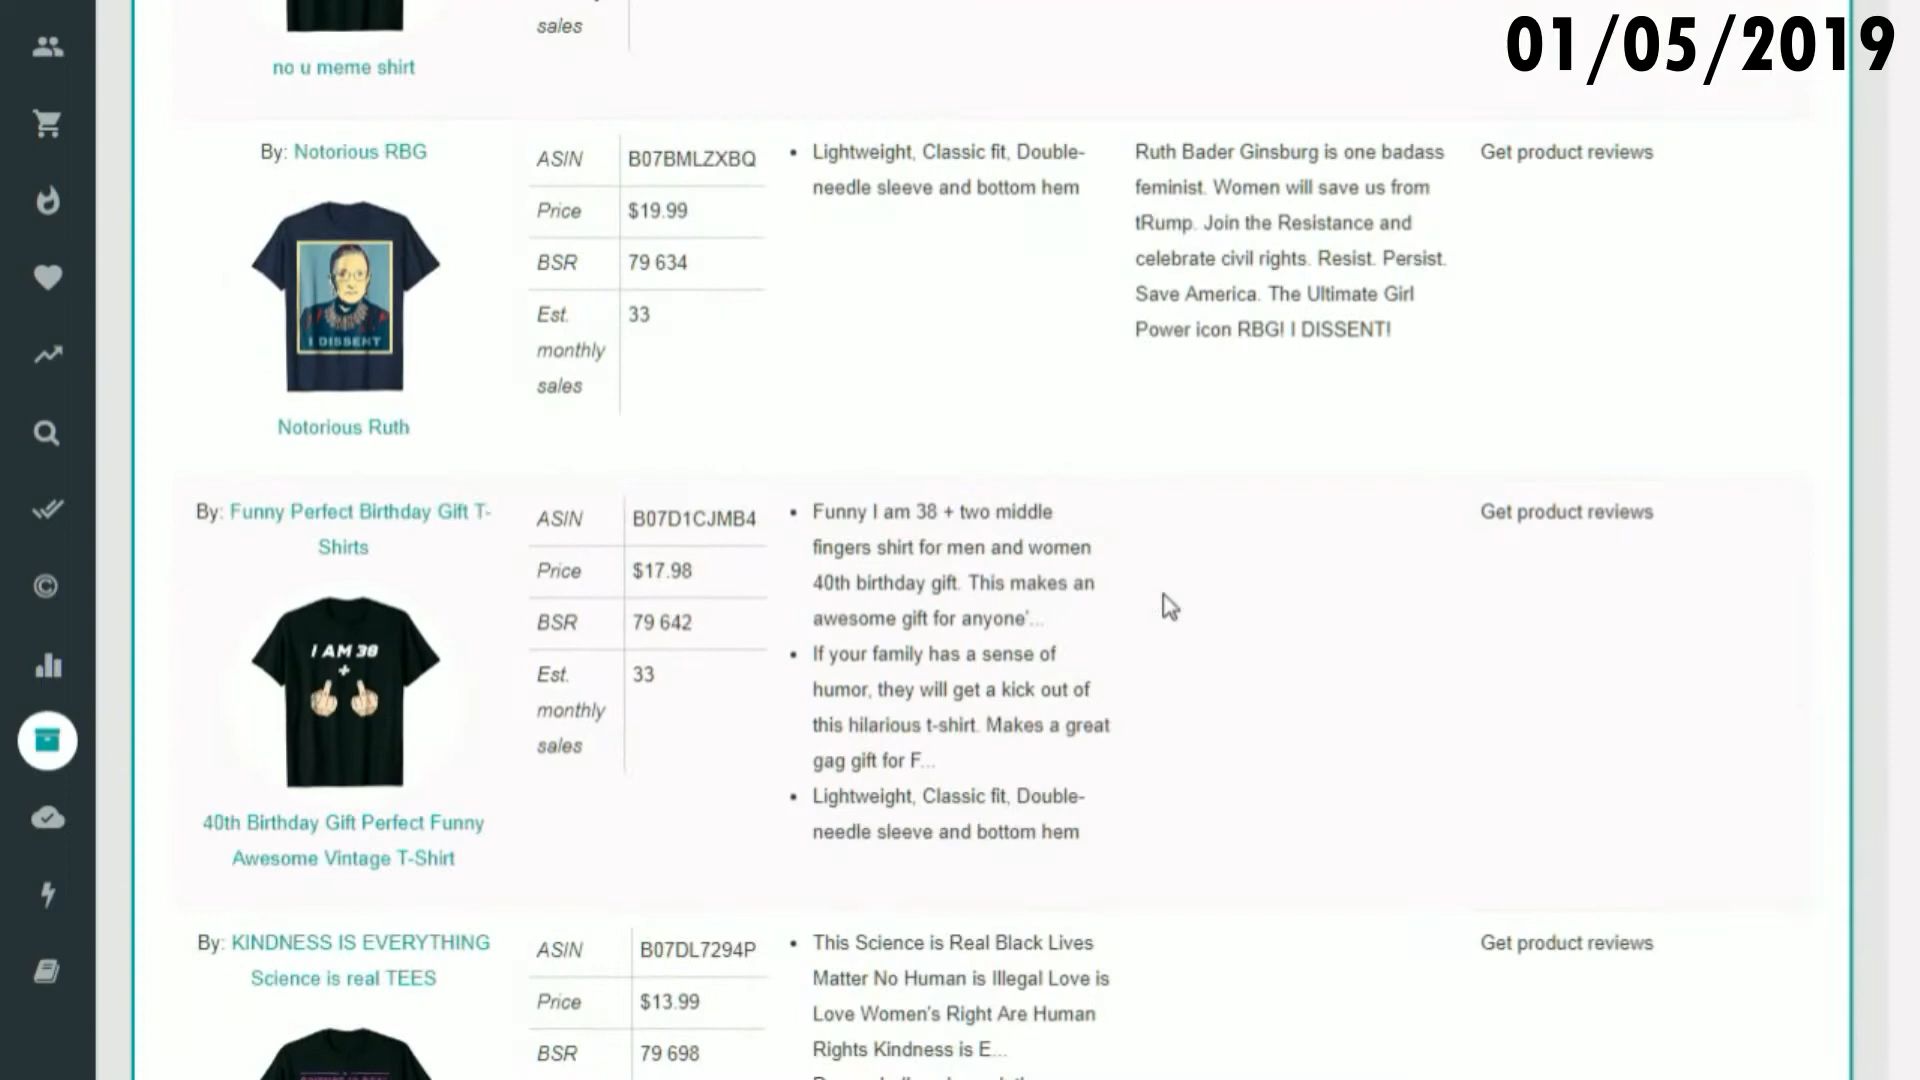 sales
no u meme shirt
01/05/2019
By: Notorious RBG
I DISSENT
Notorious Ruth
ASIN B07BMLZXBQ
Price $19.99
BSR 79 634
Est. monthly sales 33
• Lightweight, Classic fit, Double-
needle sleeve and bottom hem
Ruth Bader Ginsburg is one badass
feminist. Women will save us from
tRump. Join the Resistance and
celebrate civil rights. Resist. Persist.
Save America. The Ultimate Girl
Power icon RBG! I DISSENT!
Get product reviews
By: Funny Perfect Birthday Gift T-
Shirts
I AM 38
+
40th Birthday Gift Perfect Funny
Awesome Vintage T-Shirt
ASIN B07D1CJMB4
Price $17.98
BSR 79 642
Est. monthly sales 33
• Funny I am 38 + two middle
fingers shirt for men and women
40th birthday gift. This makes an
awesome gift for anyone'...
• If your family has a sense of
humor, they will get a kick out of
this hilarious t-shirt. Makes a great
gag gift for F...
• Lightweight, Classic fit, Double-
needle sleeve and bottom hem
Get product reviews
By: KINDNESS IS EVERYTHING
Science is real TEES
ASIN B07DL7294P
Price $13.99
BSR 79 698
• This Science is Real Black Lives
Matter No Human is Illegal Love is
Love Women's Right Are Human
Rights Kindness is E...
Get product reviews